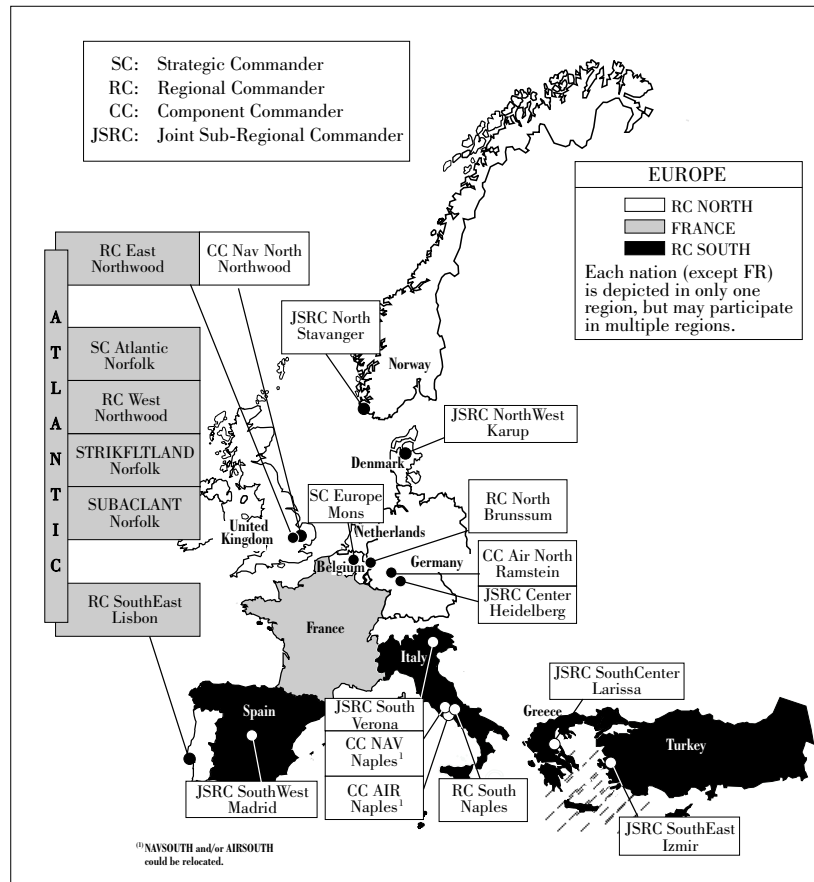 SC: Strategic Commander
RC: Regional Commander
CC: Component Commander
JSRC: Joint Sub-Regional Commander
EUROPE
RC NORTH
FRANCE
RC SOUTH
Each nation (except FR)
is depicted in only one
region, but may participate
in multiple regions.
ATLANTIC
RC East
Northwood
CC Nav North
Northwood
SC Atlantic
Norfolk
RC West
Northwood
STRIKFLTLAND
Norfolk
SUBACLANT
Norfolk
RC SouthEast
Lisbon
JSRC North
Stavanger
Norway
JSRC NorthWest
Karup
Denmark
SC Europe
Mons
RC North
Brunssum
United
Kingdom
Netherlands
Belgium
Germany
CC Air North
Ramstein
JSRC Center
Heidelberg
France
Italy
Spain
JSRC SouthWest
Madrid
JSRC South
Verona
CC NAV
Naples¹
CC AIR
Naples¹
RC South
Naples
JSRC SouthCenter
Larissa
Greece
Turkey
JSRC SouthEast
Izmir
(1) NAVSOUTH and/or AIRSOUTH
could be relocated.